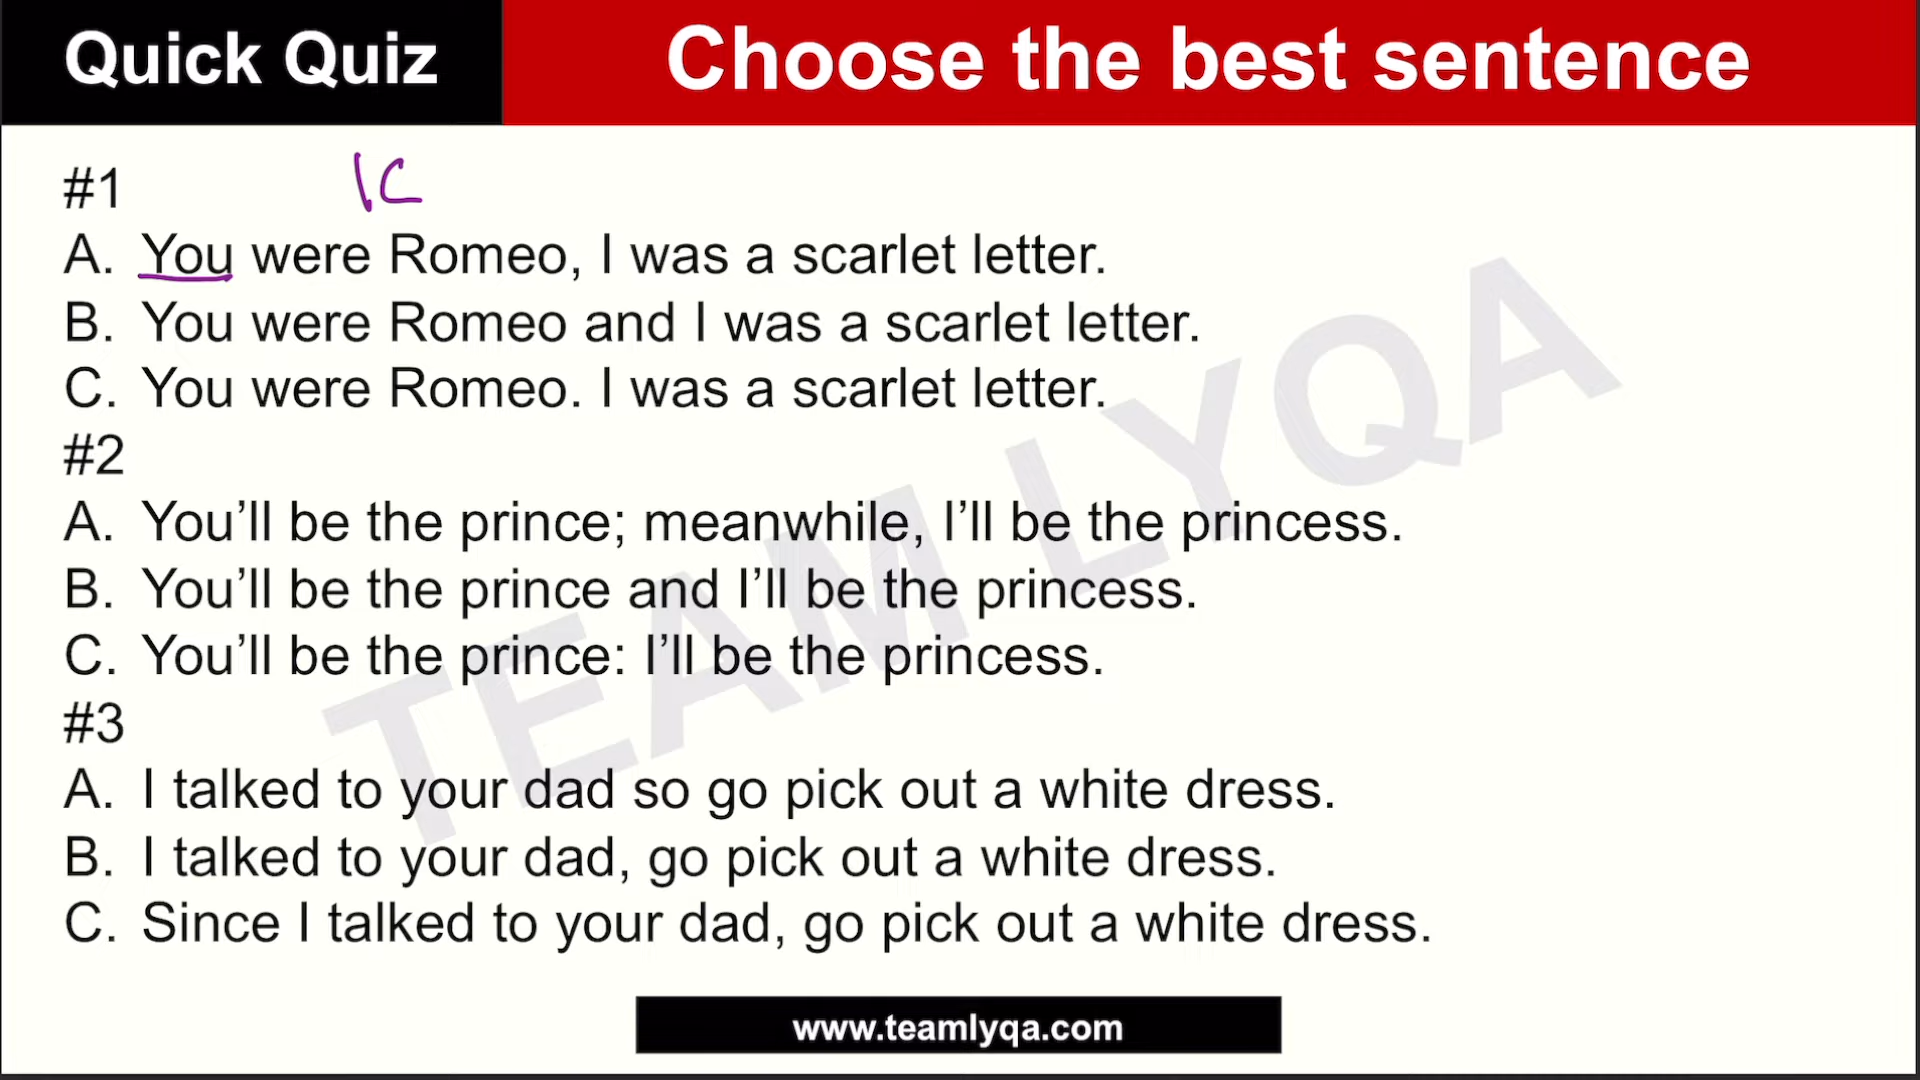 Quick Quiz
Choose the best sentence
#1
IC
A. You were Romeo, I was a scarlet letter.
B. You were Romeo and I was a scarlet letter.
C. You were Romeo. I was a scarlet letter.
#2
A. You’ll be the prince; meanwhile, I’ll be the princess.
B. You’ll be the prince and I’ll be the princess.
C. You’ll be the prince: I’ll be the princess.
#3
A. I talked to your dad so go pick out a white dress.
B. I talked to your dad, go pick out a white dress.
C. Since I talked to your dad, go pick out a white dress.
TEAM LYQA
www.teamlyqa.com